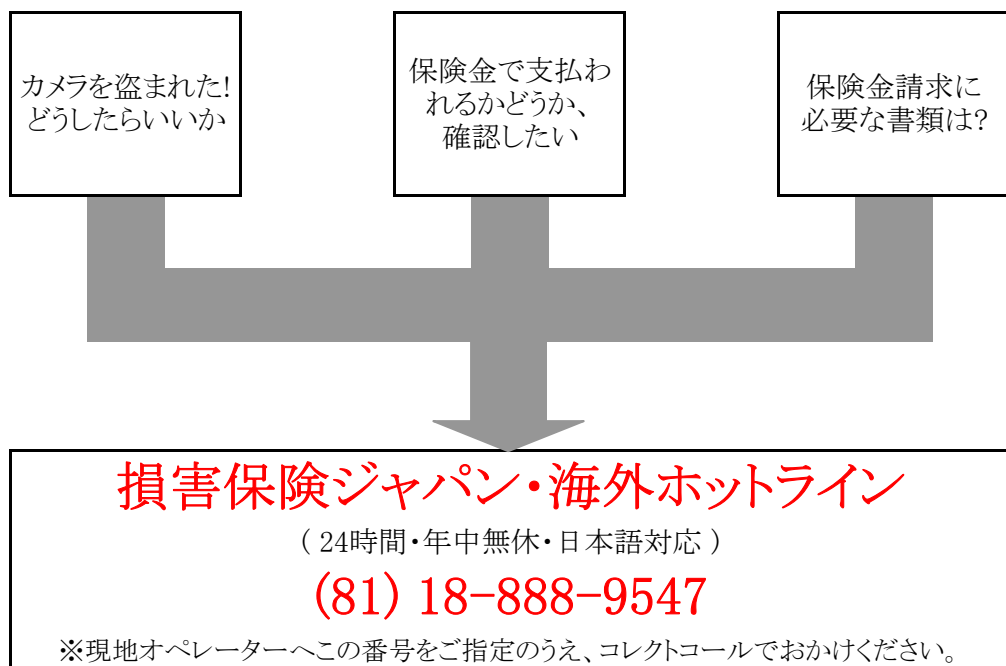 カメラを盗まれた!
どうしたらいいか
保険金で支払わ
れるかどうか、
確認したい
保険金請求に
必要な書類は?
損害保険ジャパン・海外ホットライン
( 24時間・年中無休・日本語対応 )
(81) 18-888-9547
※現地オペレーターへこの番号をご指定のうえ、コレクトコールでおかけください。